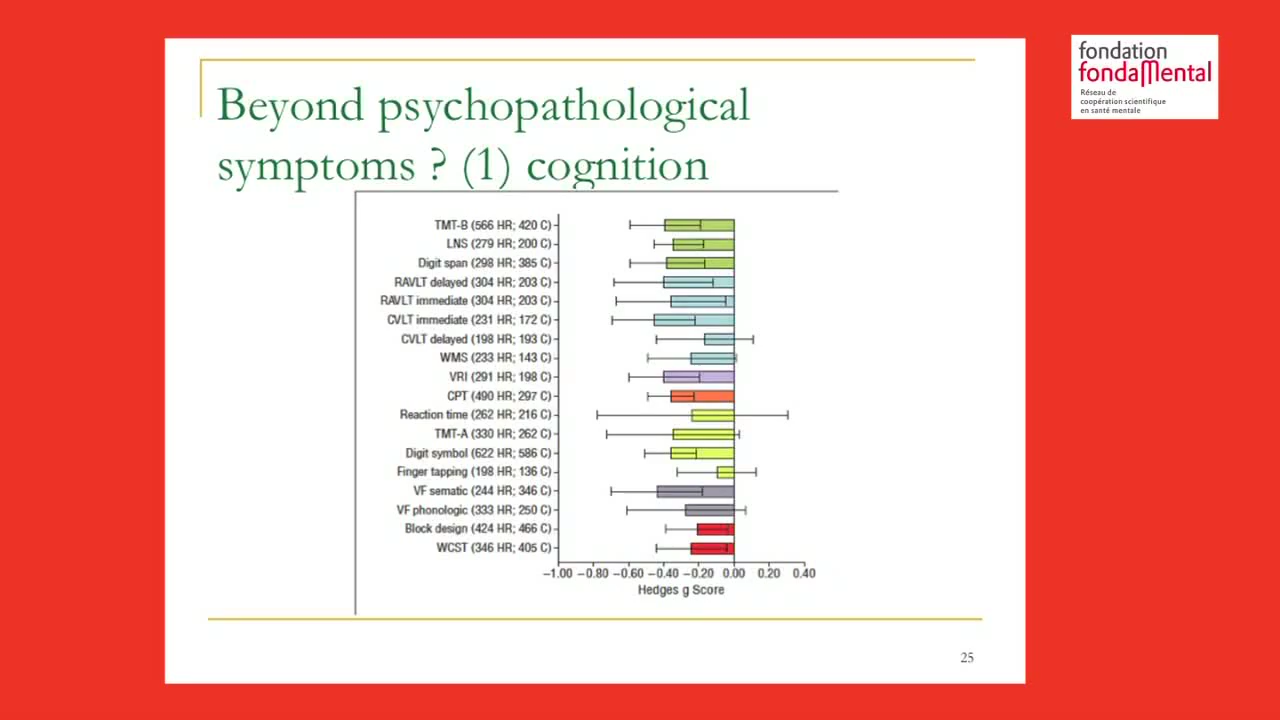 Beyond psychopathological
symptoms ? (1) cognition
TMT-B (566 HR; 420 C)
LNS (279 HR; 200 C)
Digit span (298 HR; 385 C)
RAVLT delayed (304 HR; 203 C)
RAVLT immediate (304 HR; 203 C)
CVLT immediate (231 HR; 172 C)
CVLT delayed (198 HR; 193 C)
WMS (233 HR; 143 C)
VRI (291 HR; 198 C)
CPT (490 HR; 297 C)
Reaction time (262 HR; 216 C)
TMT-A (330 HR; 262 C)
Digit symbol (622 HR; 586 C)
Finger tapping (198 HR; 136 C)
VF sematic (244 HR; 346 C)
VF phonologic (333 HR; 250 C)
Block design (424 HR; 466 C)
WCST (346 HR; 405 C)
−1.00 −0.80 −0.60 −0.40 −0.20 0.00 0.20 0.40
Hedges g Score
25
fondation
fondaMental
Réseau de
coopération scientifique
en santé mentale